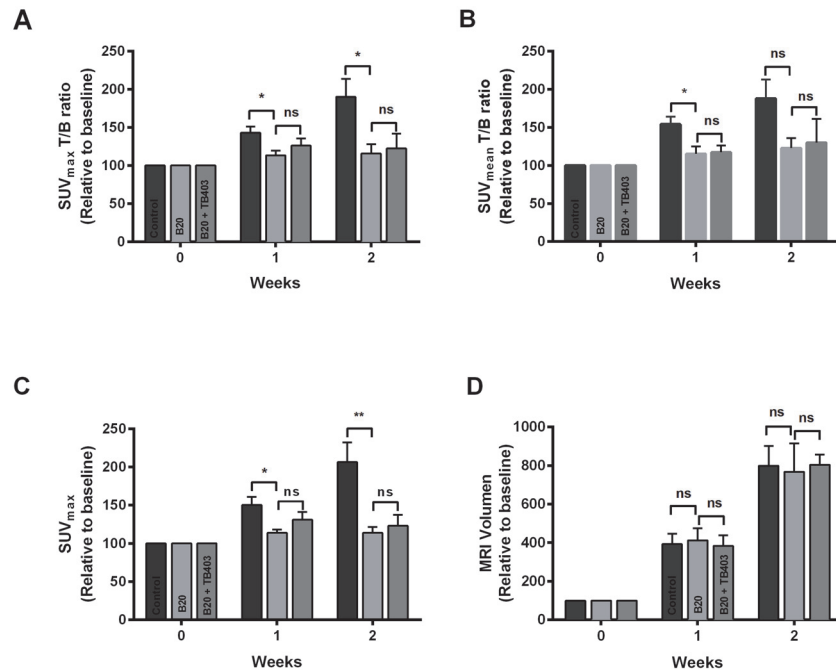 A
SUVmax T/B ratio
(Relative to baseline)
250
200
150
100
50
0
Control
B20
B20 + TB403
*
ns
*
ns
0
1
2
Weeks
B
SUVmean T/B ratio
(Relative to baseline)
250
200
150
100
50
0
Control
B20
B20 + TB403
*
ns
ns
ns
0
1
2
Weeks
C
SUVmax
(Relative to baseline)
250
200
150
100
50
0
Control
B20
B20 + TB403
*
ns
**
ns
0
1
2
Weeks
D
MRI Volumen
(Relative to baseline)
1000
800
600
400
200
0
Control
B20
B20 + TB403
ns
ns
ns
ns
0
1
2
Weeks